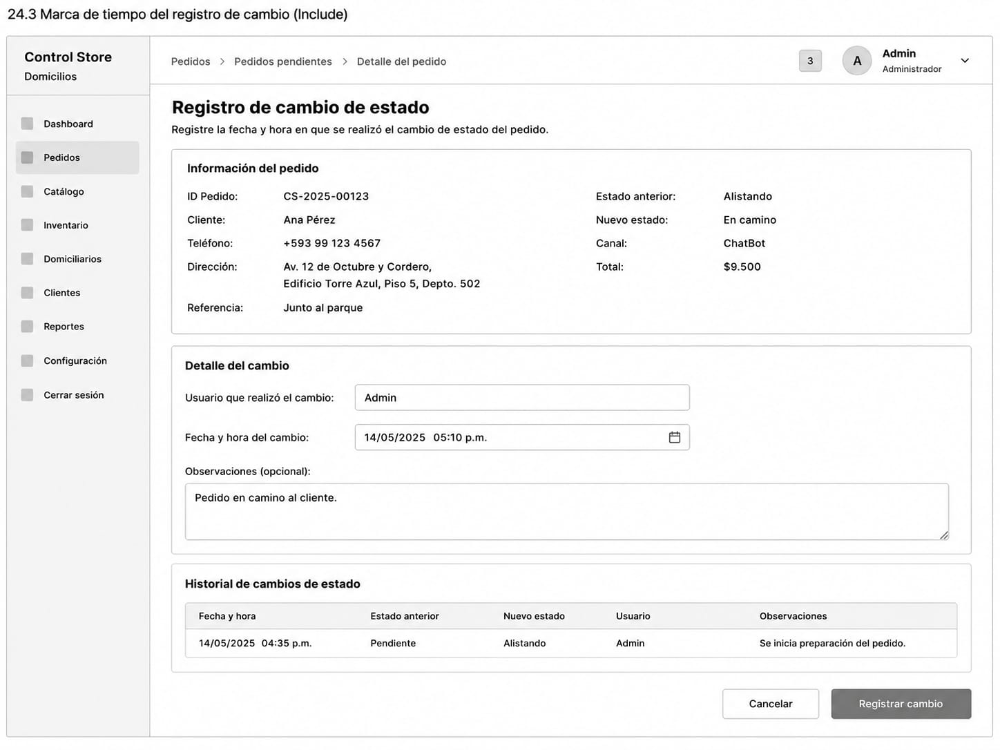 24.3 Marca de tiempo del registro de cambio (Include)
Control Store
Domicilios
Dashboard
Pedidos
Catálogo
Inventario
Domiciliarios
Clientes
Reportes
Configuración
Cerrar sesión
Pedidos > Pedidos pendientes > Detalle del pedido
3
A
Admin
Administrador
Registro de cambio de estado
Registre la fecha y hora en que se realizó el cambio de estado del pedido.
Información del pedido
ID Pedido: CS-2025-00123
Cliente: Ana Pérez
Teléfono: +593 99 123 4567
Dirección: Av. 12 de Octubre y Cordero,
Edificio Torre Azul, Piso 5, Depto. 502
Referencia: Junto al parque
Estado anterior: Alistando
Nuevo estado: En camino
Canal: ChatBot
Total: $9.500
Detalle del cambio
Usuario que realizó el cambio: Admin
Fecha y hora del cambio: 14/05/2025 05:10 p.m.
Observaciones (opcional):
Pedido en camino al cliente.
Historial de cambios de estado
Fecha y hora Estado anterior Nuevo estado Usuario Observaciones
14/05/2025 04:35 p.m. Pendiente Alistando Admin Se inicia preparación del pedido.
Cancelar
Registrar cambio